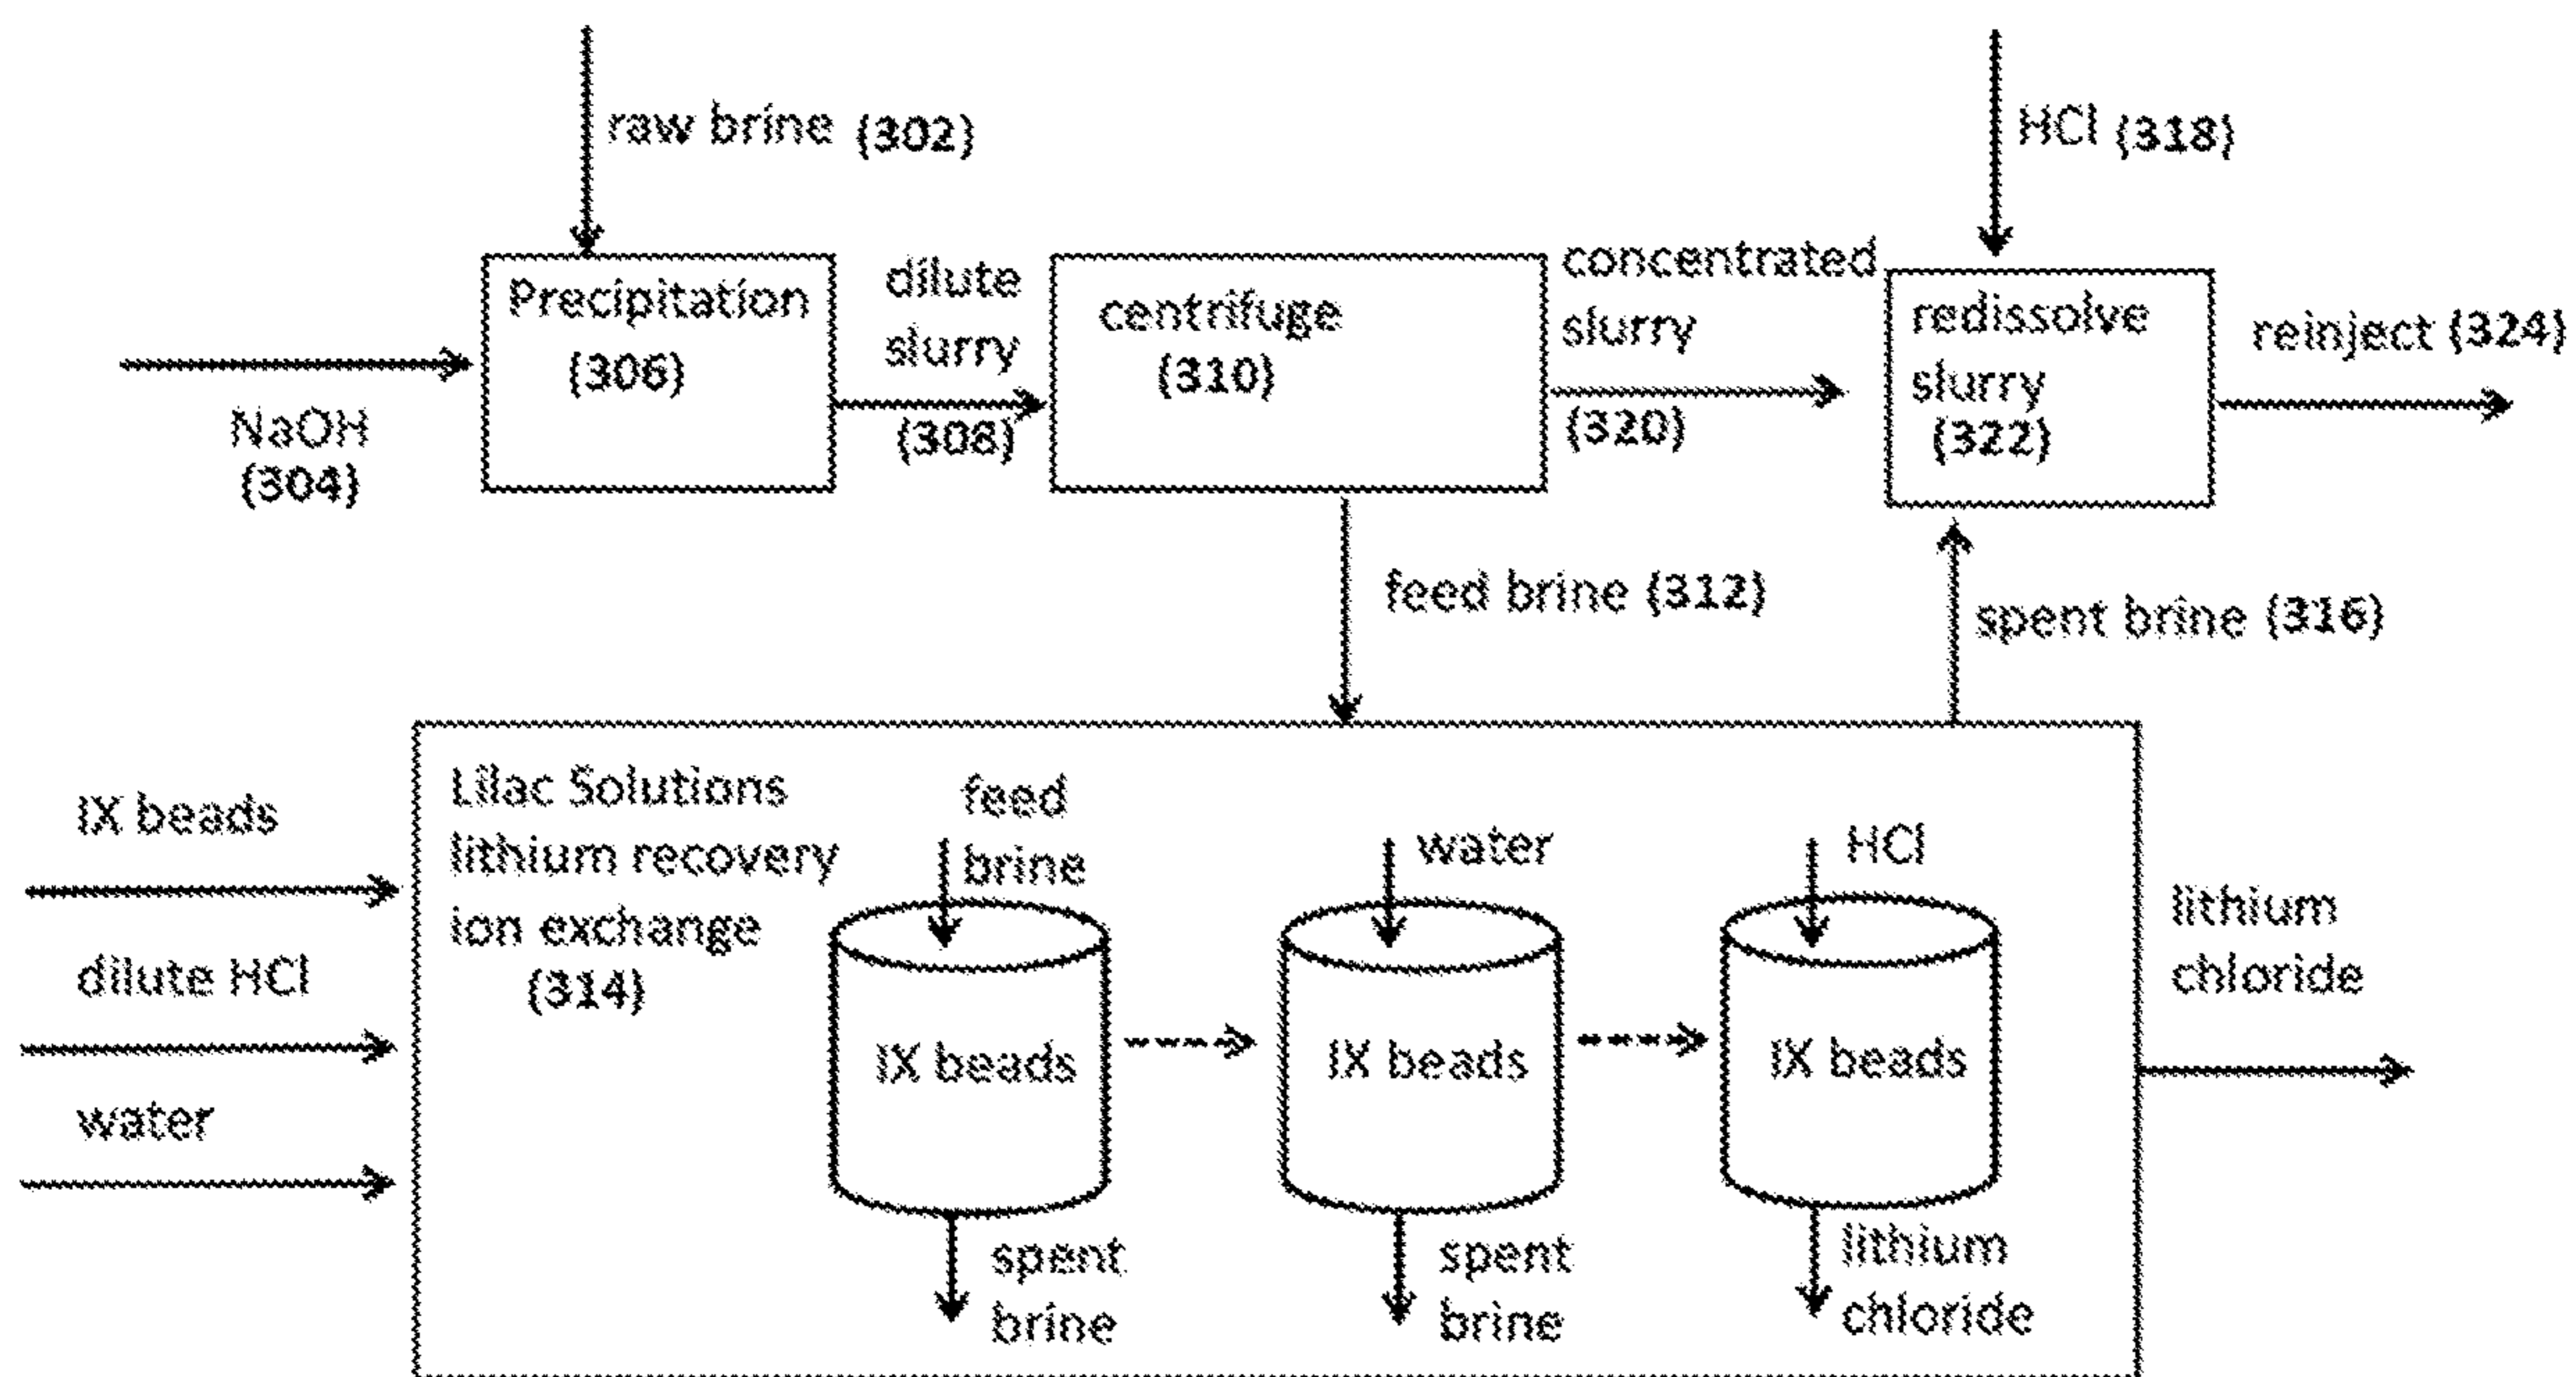 raw brine (302)
HCl (318)
NaOH
(304)
Precipitation
(306)
dilute
slurry
(308)
centrifuge
(310)
concentrated
slurry
(320)
redissolve
slurry
(322)
reinject (324)
feed brine (312)
spent brine (316)
IX beads
dilute HCl
water
Lilac Solutions
lithium recovery
ion exchange
(314)
feed
brine
IX beads
spent
brine
water
IX beads
spent
brine
HCl
IX beads
lithium
chloride
lithium
chloride